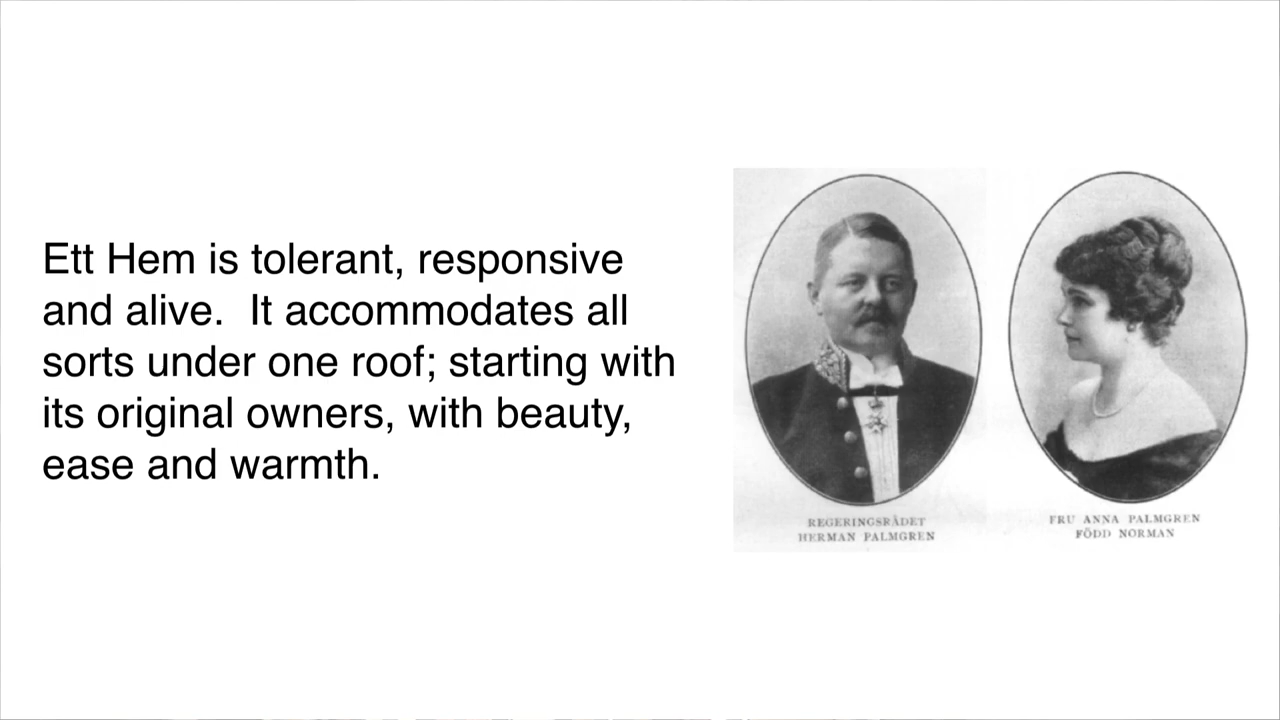 Ett Hem is tolerant, responsive
and alive.  It accommodates all
sorts under one roof; starting with
its original owners, with beauty,
ease and warmth.
REGERINGSRÅDET
HERMAN PALMGREN
FRU ANNA PALMGREN
FÖDD NORMAN